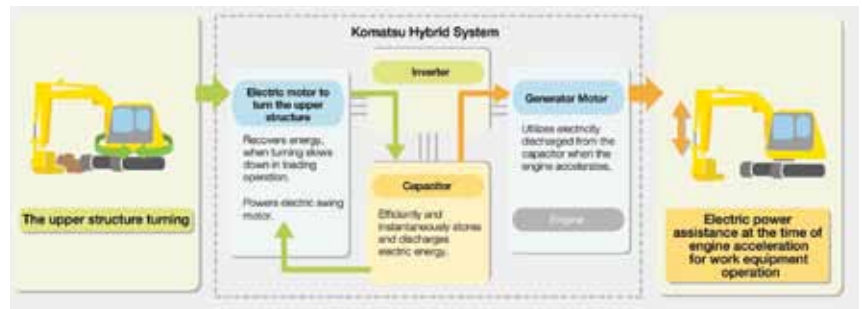 Komatsu Hybrid System
The upper structure turning
Electric motor to
turn the upper
structure
Recovers energy,
when turning slows
down in loading
operation.
Powers electric swing
motor.
Inverter
Capacitor
Efficiently and
instantaneously stores
and discharges
electric energy.
Generator Motor
Utilizes electricity
discharged from the
capacitor when the
engine accelerates.
Engine
Electric power
assistance at the time of
engine acceleration
for work equipment
operation